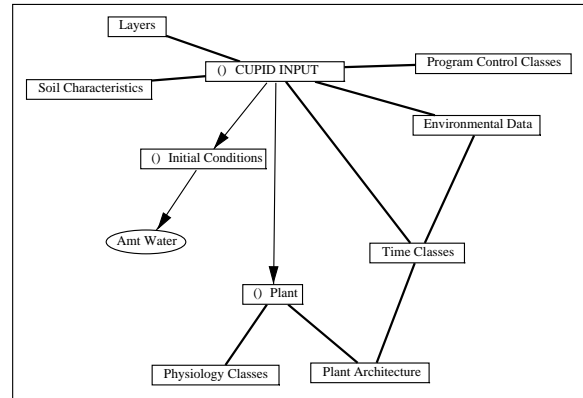 Layers
() CUPID INPUT
Program Control Classes
Soil Characteristics
Environmental Data
() Initial Conditions
Amt Water
Time Classes
() Plant
Physiology Classes
Plant Architecture